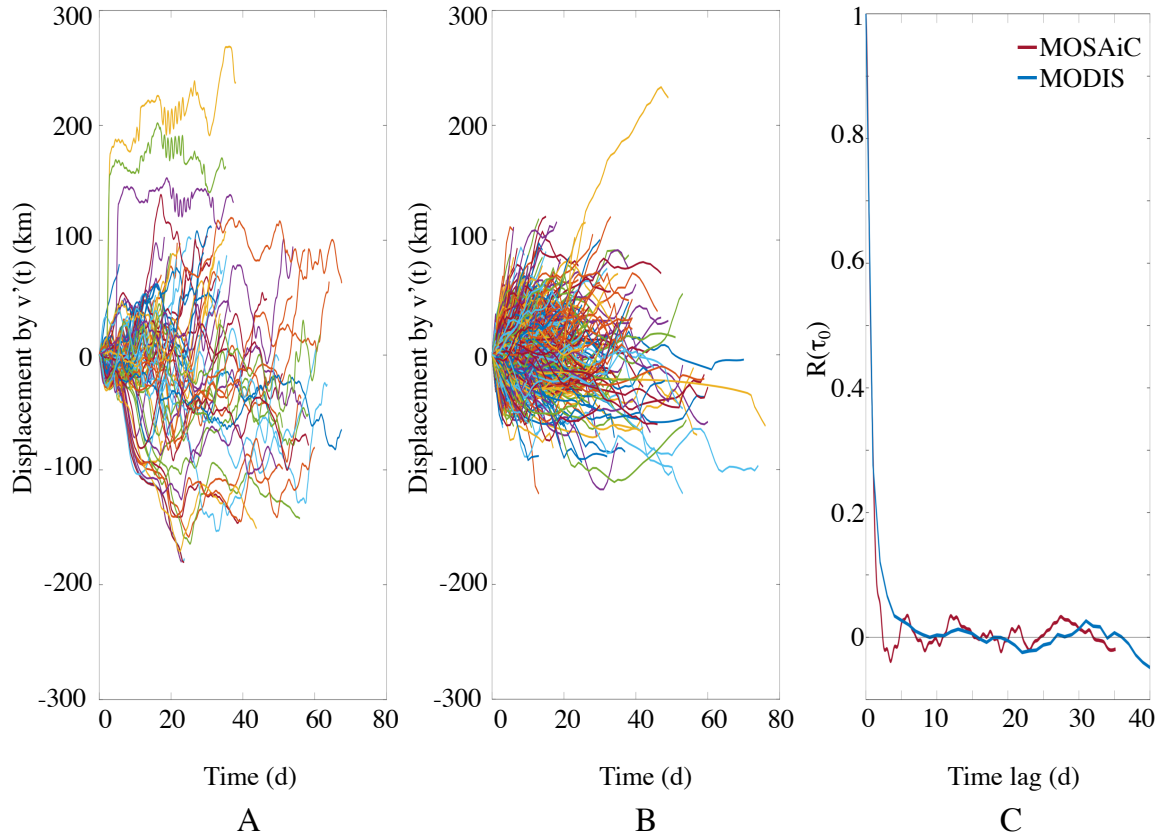 300
200
100
0
-100
-200
-300
Displacement by v'(t) (km)
0 20 40 60 80
Time (d)
A
300
200
100
0
-100
-200
-300
Displacement by v'(t) (km)
0 20 40 60 80
Time (d)
B
1
0.8
0.6
0.4
0.2
0
R(τ₀)
MOSAiC
MODIS
0 10 20 30 40
Time lag (d)
C